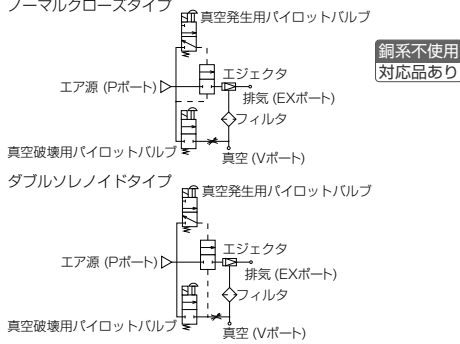 ノーマルクローズタイプ
真空発生用パイロットバルブ
銅系不使用
対応品あり
エジェクタ
エア源 (Pポート)
排気 (EXポート)
フィルタ
真空破壊用パイロットバルブ
真空 (Vポート)
ダブルソレノイドタイプ
真空発生用パイロットバルブ
エジェクタ
エア源 (Pポート)
排気 (EXポート)
フィルタ
真空破壊用パイロットバルブ
真空 (Vポート)